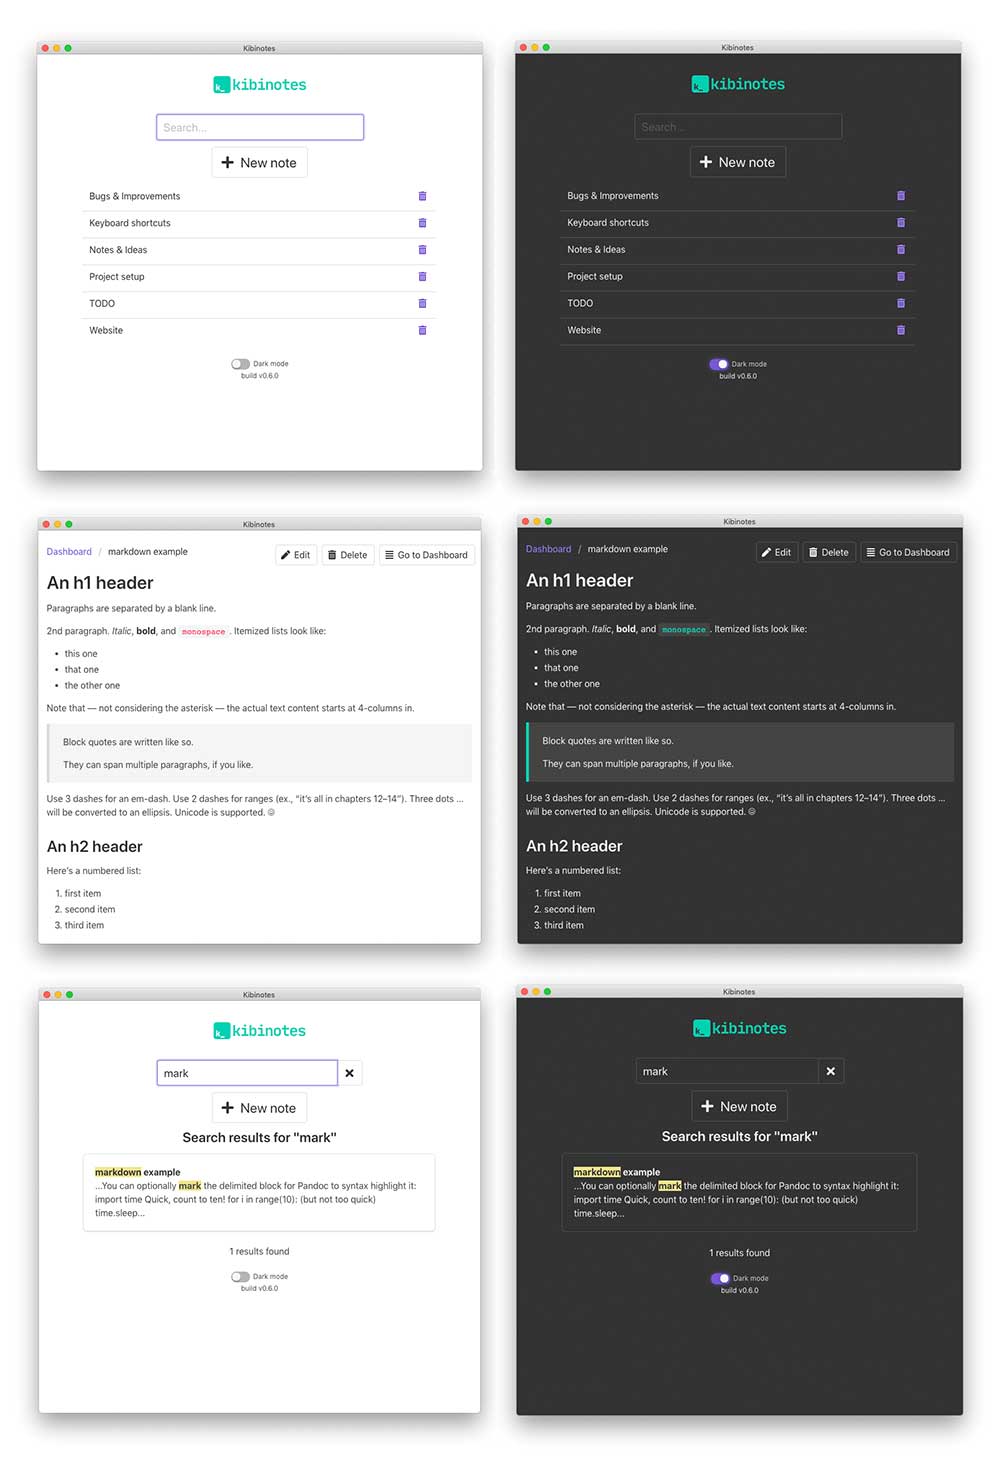 Kibinotes
k_ kibinotes
Search...
+ New note
Bugs & Improvements
Keyboard shortcuts
Notes & Ideas
Project setup
TODO
Website
Dark mode
build v0.6.0
Kibinotes
k_ kibinotes
Search...
+ New note
Bugs & Improvements
Keyboard shortcuts
Notes & Ideas
Project setup
TODO
Website
Dark mode
build v0.6.0
Kibinotes
Dashboard / markdown example
Edit Delete Go to Dashboard
An h1 header
Paragraphs are separated by a blank line.
2nd paragraph. Italic, bold, and monospace. Itemized lists look like:
• this one
• that one
• the other one
Note that — not considering the asterisk — the actual text content starts at 4-columns in.
Block quotes are written like so.
They can span multiple paragraphs, if you like.
Use 3 dashes for an em-dash. Use 2 dashes for ranges (ex., “it’s all in chapters 12–14”). Three dots ...
will be converted to an ellipsis. Unicode is supported. ☺
An h2 header
Here's a numbered list:
1. first item
2. second item
3. third item
Kibinotes
Dashboard / markdown example
Edit Delete Go to Dashboard
An h1 header
Paragraphs are separated by a blank line.
2nd paragraph. Italic, bold, and monospace. Itemized lists look like:
• this one
• that one
• the other one
Note that — not considering the asterisk — the actual text content starts at 4-columns in.
Block quotes are written like so.
They can span multiple paragraphs, if you like.
Use 3 dashes for an em-dash. Use 2 dashes for ranges (ex., “it’s all in chapters 12–14”). Three dots ...
will be converted to an ellipsis. Unicode is supported. ☺
An h2 header
Here's a numbered list:
1. first item
2. second item
3. third item
Kibinotes
k_ kibinotes
mark
+ New note
Search results for "mark"
markdown example
...You can optionally mark the delimited block for Pandoc to syntax highlight it:
import time Quick, count to ten! for i in range(10): (but not too quick)
time.sleep...
1 results found
Dark mode
build v0.6.0
Kibinotes
k_ kibinotes
mark
+ New note
Search results for "mark"
markdown example
...You can optionally mark the delimited block for Pandoc to syntax highlight it:
import time Quick, count to ten! for i in range(10): (but not too quick)
time.sleep...
1 results found
Dark mode
build v0.6.0